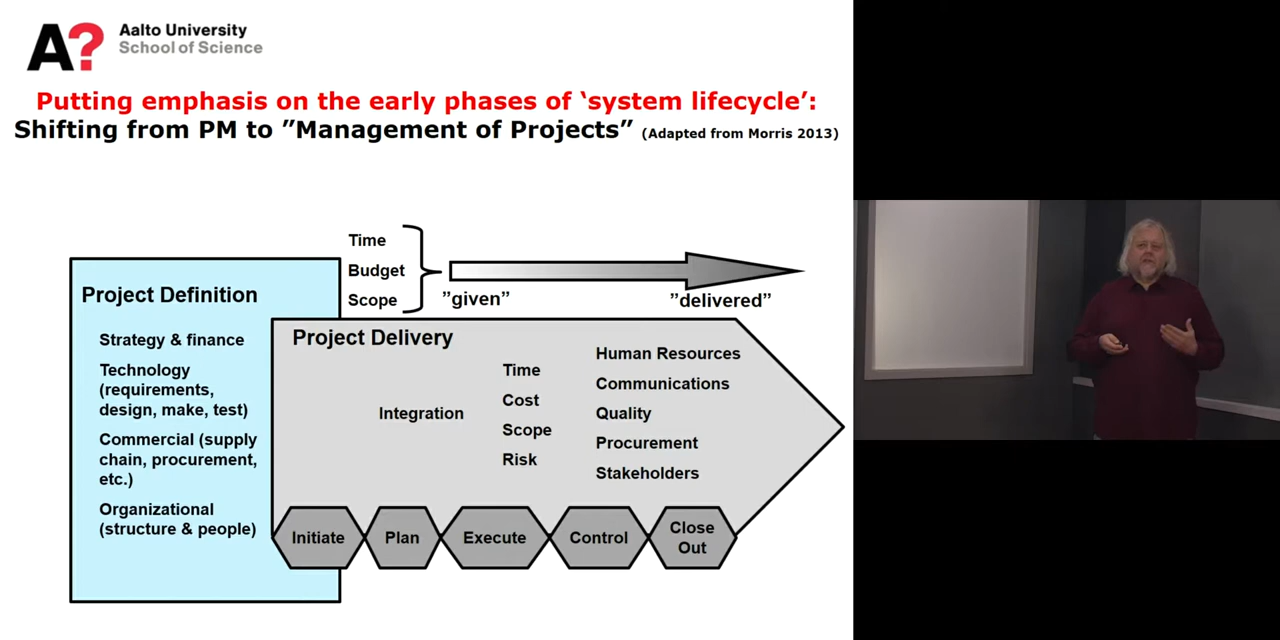 A?
Aalto University
School of Science
Putting emphasis on the early phases of ‘system lifecycle’:
Shifting from PM to ”Management of Projects” (Adapted from Morris 2013)
Time
Budget
Scope
”given”
”delivered”
Project Definition
Strategy & finance
Technology
(requirements,
design, make, test)
Commercial (supply
chain, procurement,
etc.)
Organizational
(structure & people)
Project Delivery
Integration
Time
Cost
Scope
Risk
Human Resources
Communications
Quality
Procurement
Stakeholders
Initiate
Plan
Execute
Control
Close
Out